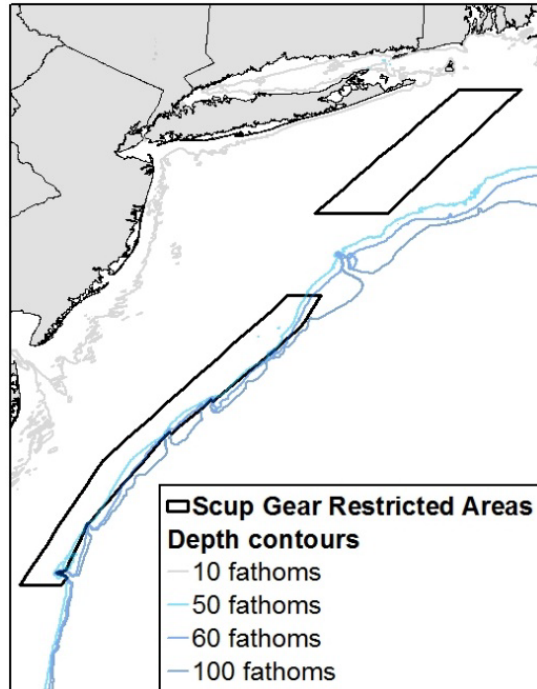 Scup Gear Restricted Areas
Depth contours
10 fathoms
50 fathoms
60 fathoms
100 fathoms